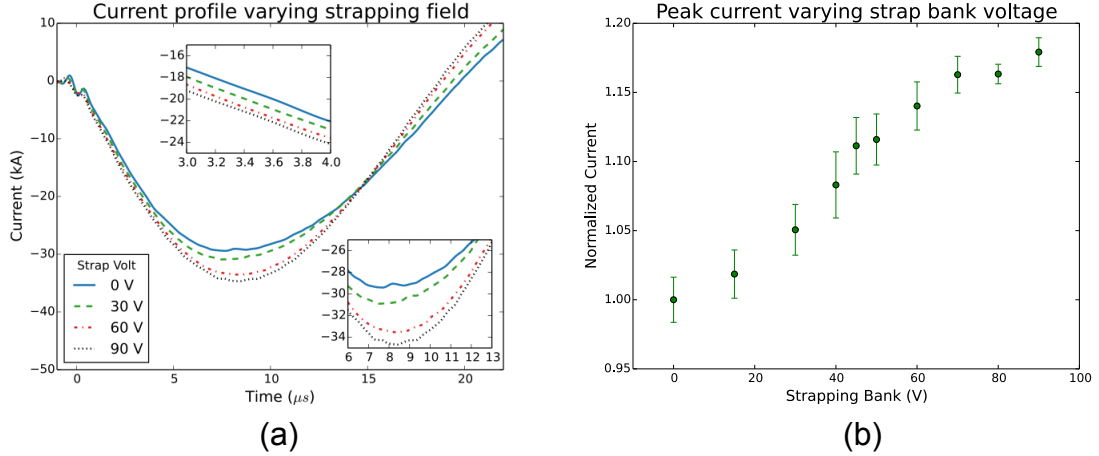 Current profile varying strapping field
10
0
−10
−20
−30
−40
−50
Current (kA)
0 5 10 15 20
Time (μs)
−16
−18
−20
−22
−24
3.0 3.2 3.4 3.6 3.8 4.0
−26
−28
−30
−32
−34
6 7 8 9 10 11 12 13
Strap Volt
0 V
30 V
60 V
90 V
(a)
Peak current varying strap bank voltage
1.20
1.15
1.10
1.05
1.00
0.95
Normalized Current
0 20 40 60 80 100
Strapping Bank (V)
(b)